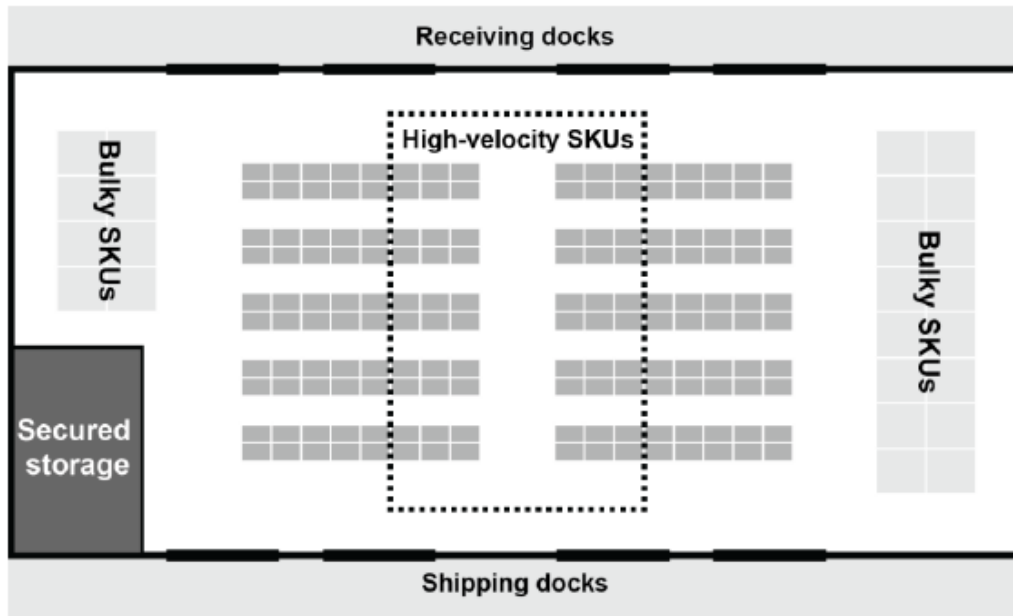 Receiving docks
High-velocity SKUs
Bulky SKUs
Bulky SKUs
Secured
storage
Shipping docks